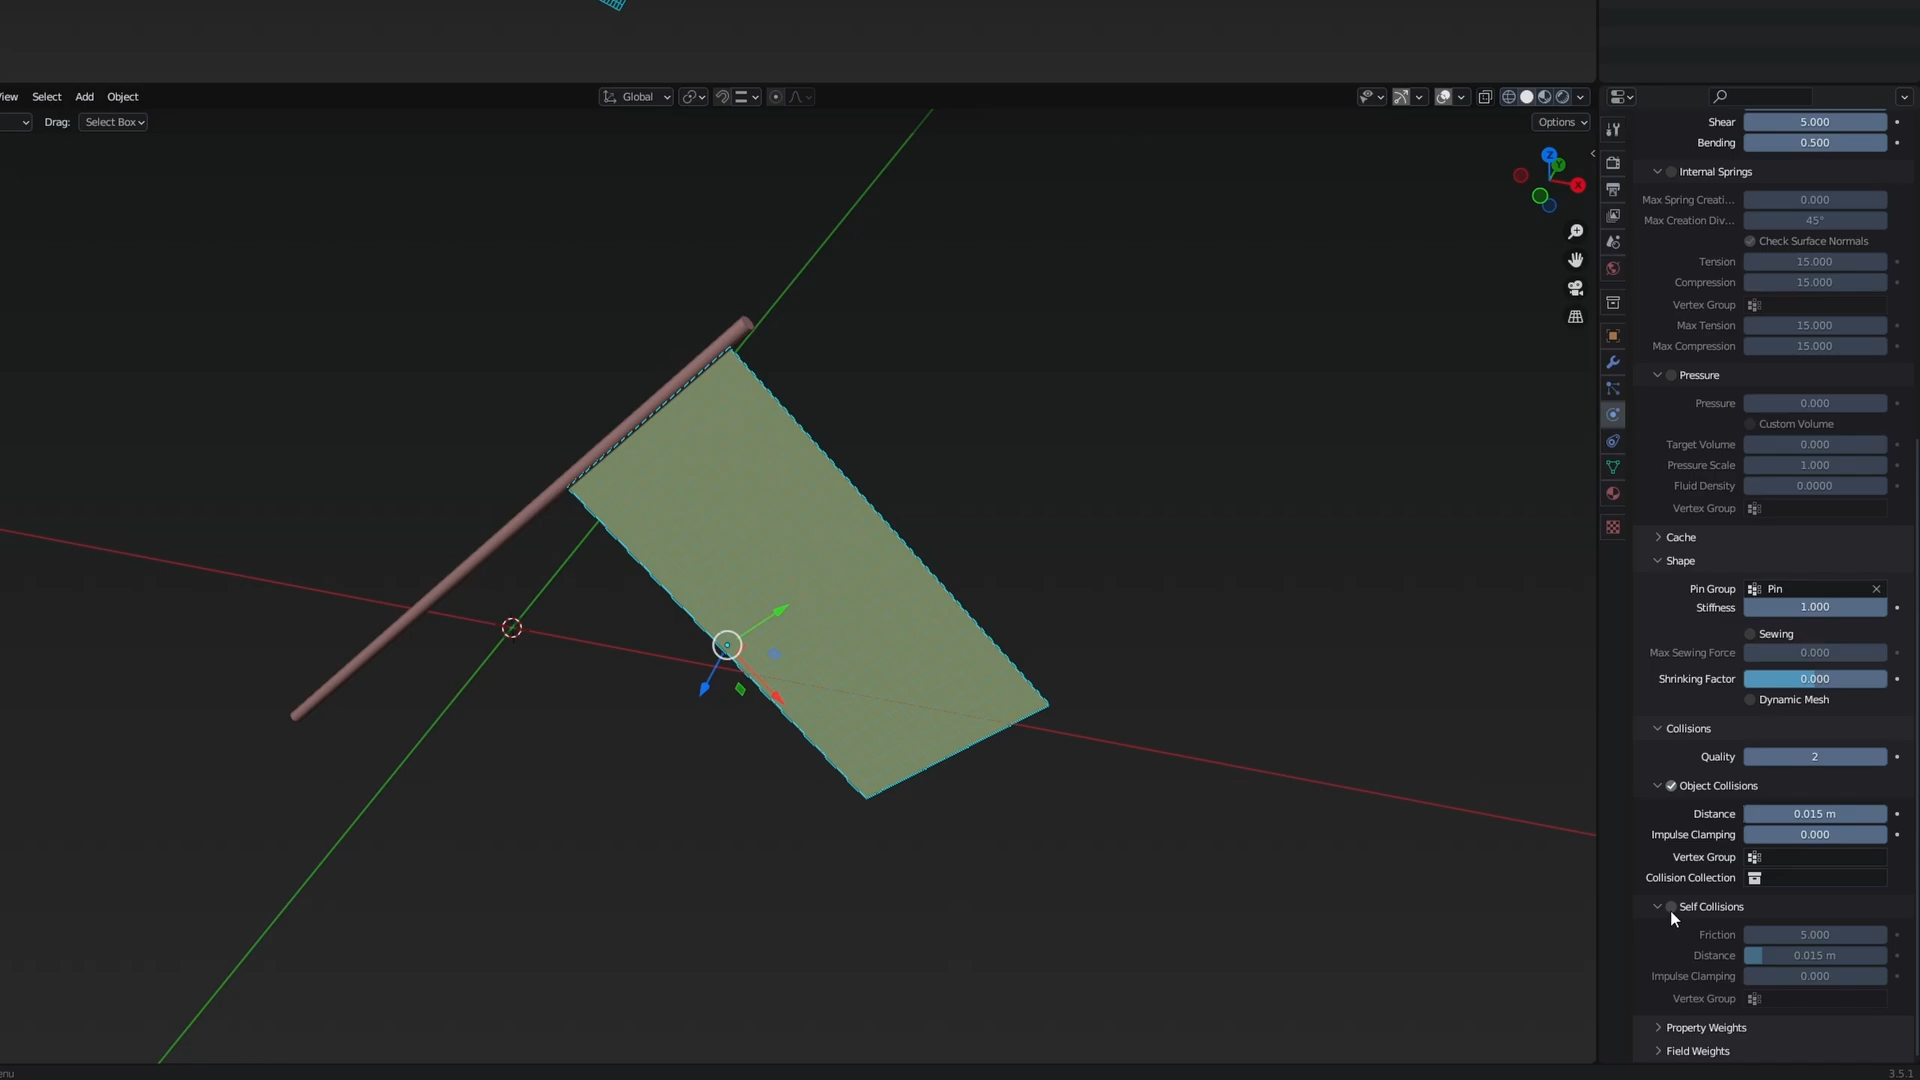 View Select Add Object Global
Drag: Select Box Options
Z
Y
X
Shear 5.000
Bending 0.500
Internal Springs
Max Spring Creati... 0.000
Max Creation Div... 45°
Check Surface Normals
Tension 15.000
Compression 15.000
Vertex Group
Max Tension 15.000
Max Compression 15.000
Pressure
Pressure 0.000
Custom Volume
Target Volume 0.000
Pressure Scale 1.000
Fluid Density 0.0000
Vertex Group
Cache
Shape
Pin Group Pin
Stiffness 1.000
Sewing
Max Sewing Force 0.000
Shrinking Factor 0.000
Dynamic Mesh
Collisions
Quality 2
Object Collisions
Distance 0.015 m
Impulse Clamping 0.000
Vertex Group
Collision Collection
Self Collisions
Friction 5.000
Distance 0.015 m
Impulse Clamping 0.000
Vertex Group
Property Weights
Field Weights
enu 3.5.1